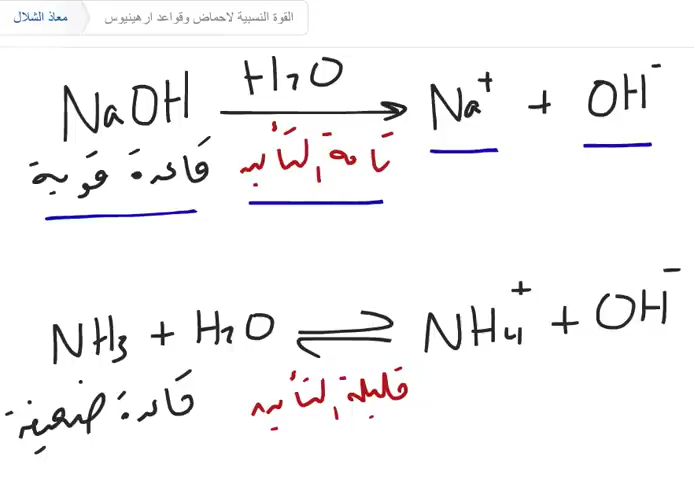 القوة النسبية لاحماض وقواعد ارهينيوس معاذ الشلال
NaOH H₂O → Na⁺ + OH⁻
قاعدة قوية تامة التأين
NH₃ + H₂O ⇌ NH₄⁺ + OH⁻
قاعدة ضعيفة قليلة التأين